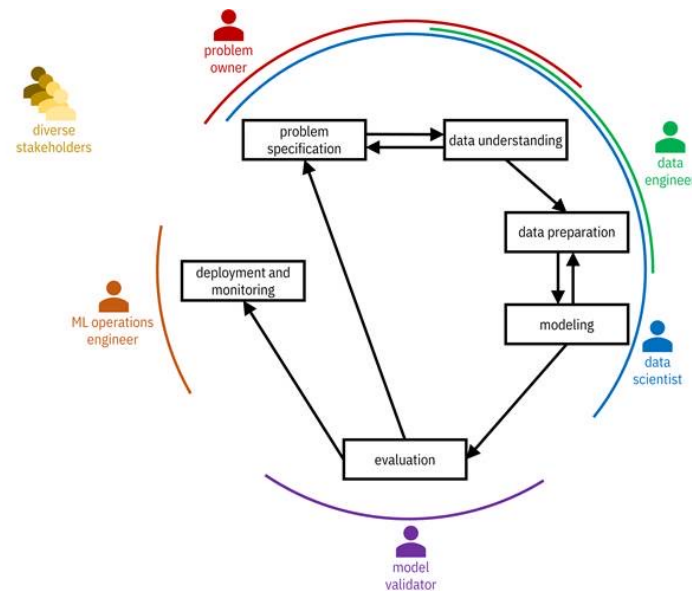 problem
owner
diverse
stakeholders
problem
specification
data understanding
data
engineer
data preparation
deployment and
monitoring
ML operations
engineer
modeling
data
scientist
evaluation
model
validator